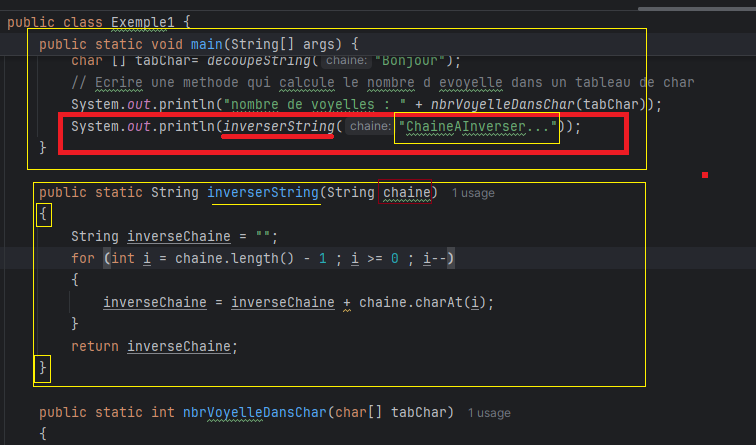 public class Exemple1 {
public static void main(String[] args) {
char [] tabChar= decoupeString( chaine: "Bonjour");
// Ecrire une methode qui calcule le nombre d evoyelle dans un tableau de char
System.out.println("nombre de voyelles : " + nbrVoyelleDansChar(tabChar));
System.out.println(inverserString( chaine: "ChaineAInverser..."));
}
public static String inverserString(String chaine) 1 usage
{
String inverseChaine = "";
for (int i = chaine.length() - 1 ; i >= 0 ; i--)
{
inverseChaine = inverseChaine + chaine.charAt(i);
}
return inverseChaine;
}
public static int nbrVoyelleDansChar(char[] tabChar) 1 usage
{